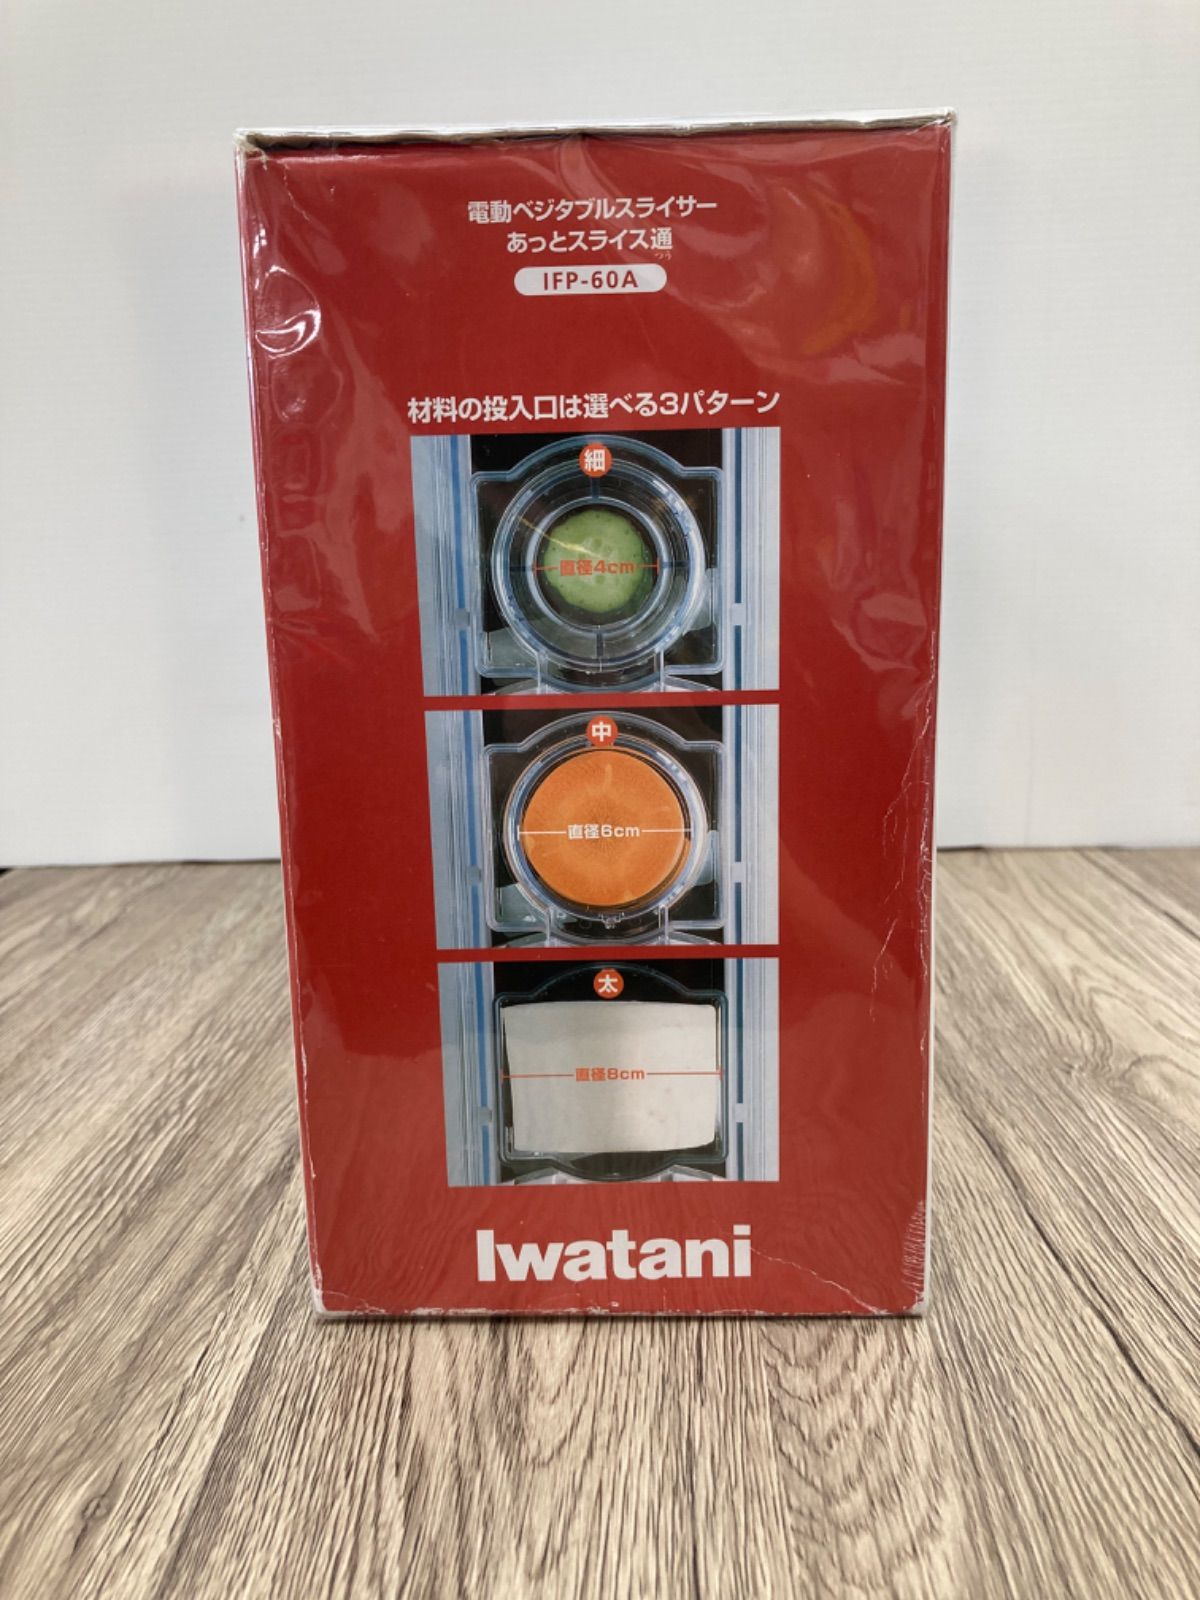 電動ベジタブルスライサー
あっとスライス通
つう
IFP-60A
材料の投入口は選べる3パターン
細
直径4cm
中
直径6cm
太
直径8cm
Iwatani